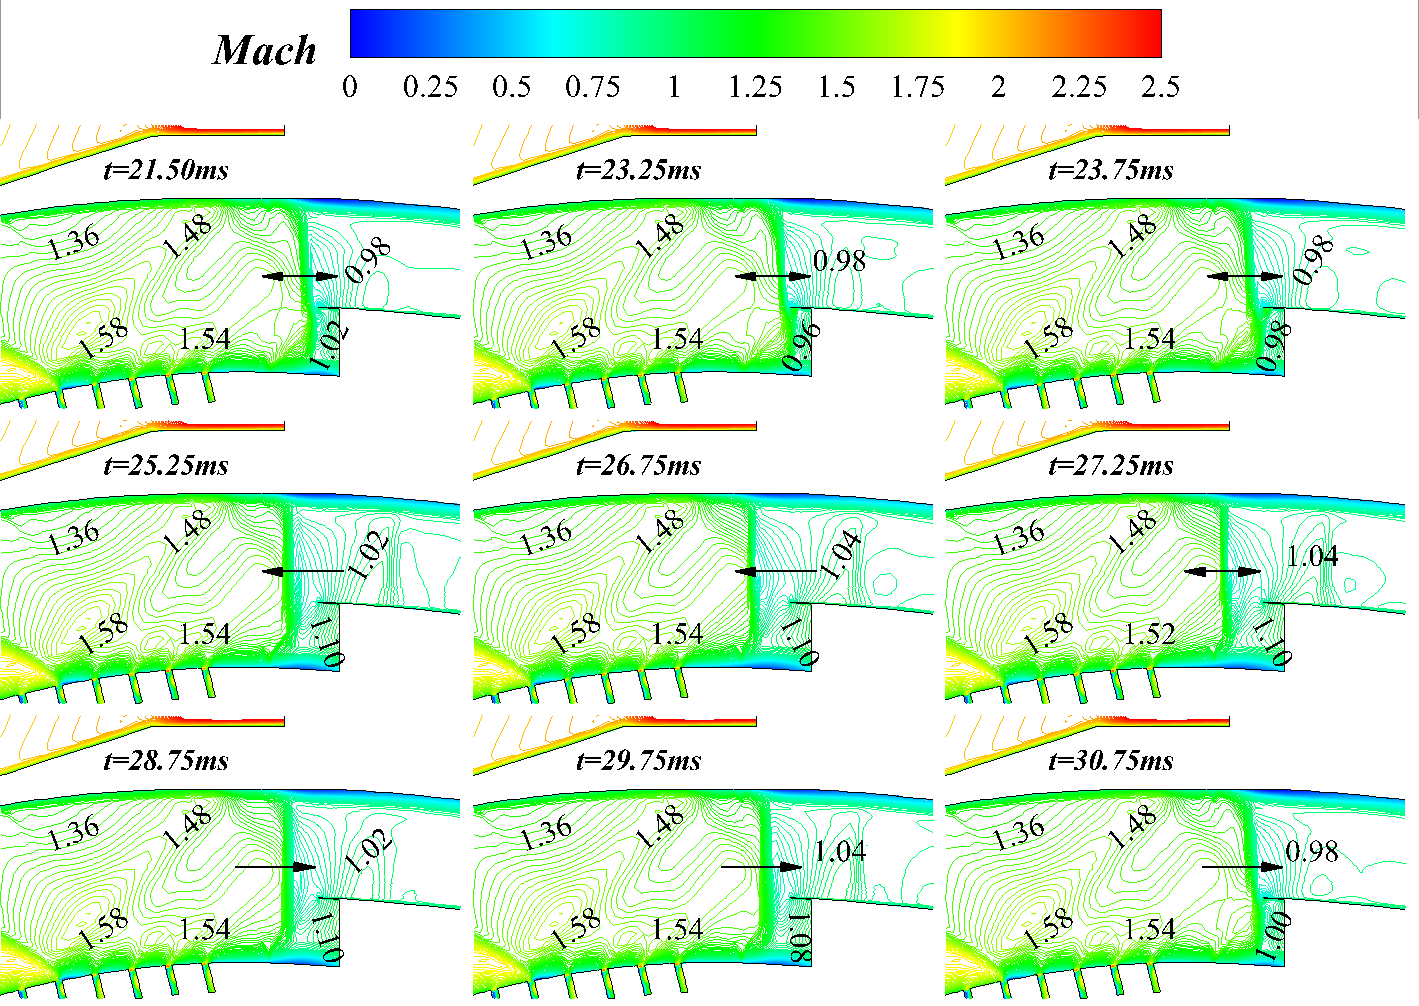 Mach
0 0.25 0.5 0.75 1 1.25 1.5 1.75 2 2.25 2.5
t=21.50ms
1.36 1.48 0.98
1.58 1.54 1.02
t=23.25ms
1.36 1.48 0.98
1.58 1.54 0.96
t=23.75ms
1.36 1.48 0.98
1.58 1.54 0.98
t=25.25ms
1.36 1.48 1.02
1.58 1.54 1.10
t=26.75ms
1.36 1.48 1.04
1.58 1.54 1.10
t=27.25ms
1.36 1.48 1.04
1.58 1.52 1.10
t=28.75ms
1.36 1.48 1.02
1.58 1.54 1.10
t=29.75ms
1.36 1.48 1.04
1.58 1.54 1.08
t=30.75ms
1.36 1.48 0.98
1.58 1.54 1.00